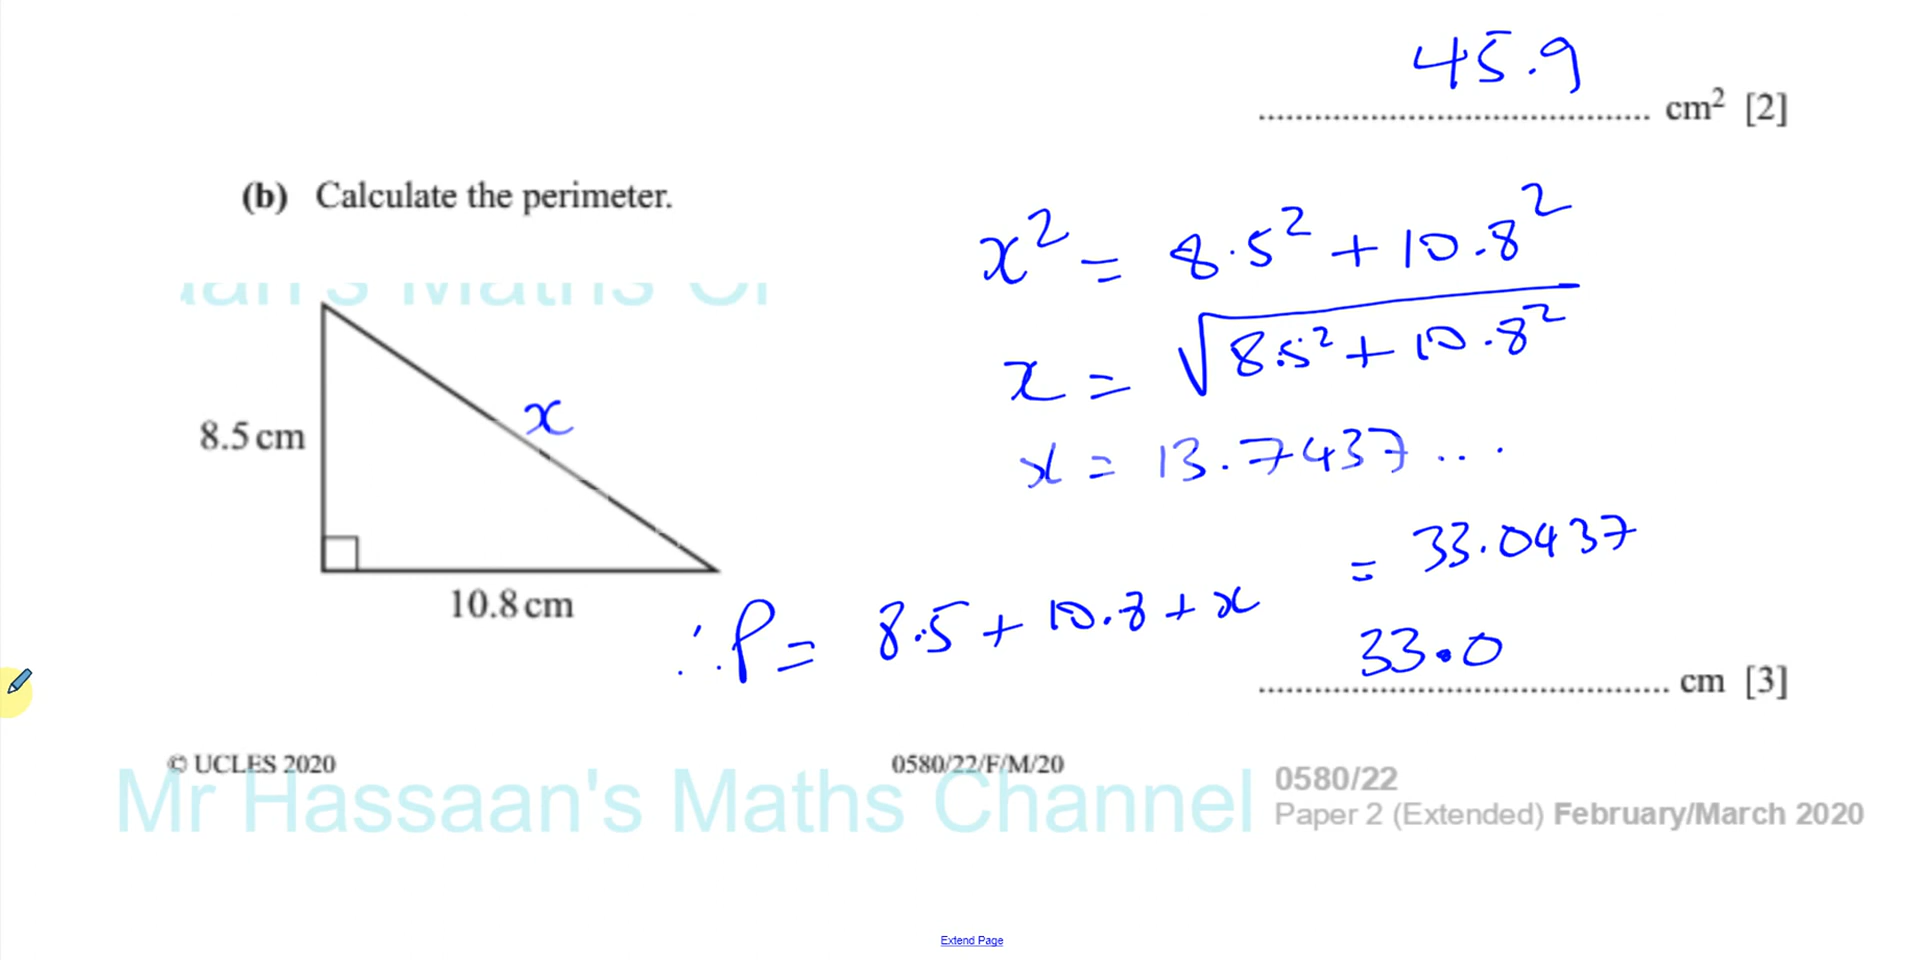 45.9
cm² [2]
(b) Calculate the perimeter.
x² = 8.5² + 10.8²
x = √8.5² + 10.8²
x
8.5 cm
x = 13.7437...
= 33.0437
10.8 cm
∴ P = 8.5 + 10.8 + x
33.0
cm [3]
© UCLES 2020
0580/22/F/M/20
Mr Hassaan's Maths Channel
0580/22
Paper 2 (Extended) February/March 2020
Extend Page